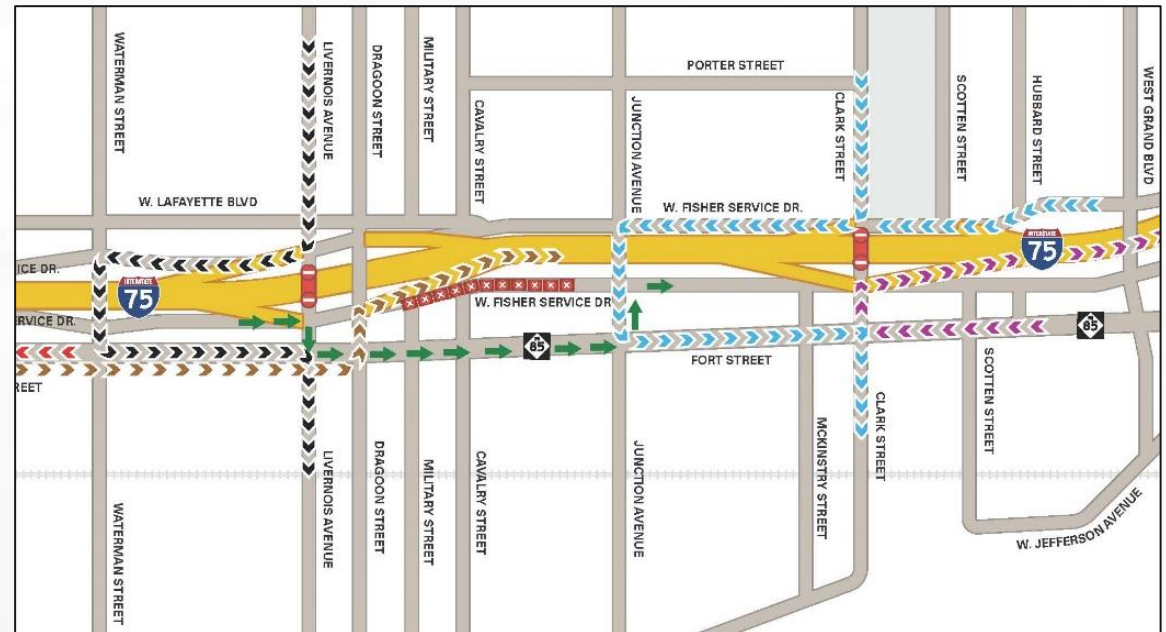 WATERMAN STREET
LIVERNOIS AVENUE
DRAGOON STREET
MILITARY STREET
CAVALRY STREET
PORTER STREET
JUNCTION AVENUE
CLARK STREET
SCOTTEN STREET
HUBBARD STREET
WEST GRAND BLVD
W. LAFAYETTE BLVD
W. FISHER SERVICE DR.
ICE DR.
INTERSTATE
75
INTERSTATE
75
W. FISHER SERVICE DR
ERVICE DR.
85
M
85
FORT STREET
REET
WATERMAN STREET
LIVERNOIS AVENUE
DRAGOON STREET
MILITARY STREET
CAVALRY STREET
JUNCTION AVENUE
MCKINSTRY STREET
CLARK STREET
SCOTTEN STREET
W. JEFFERSON AVENUE